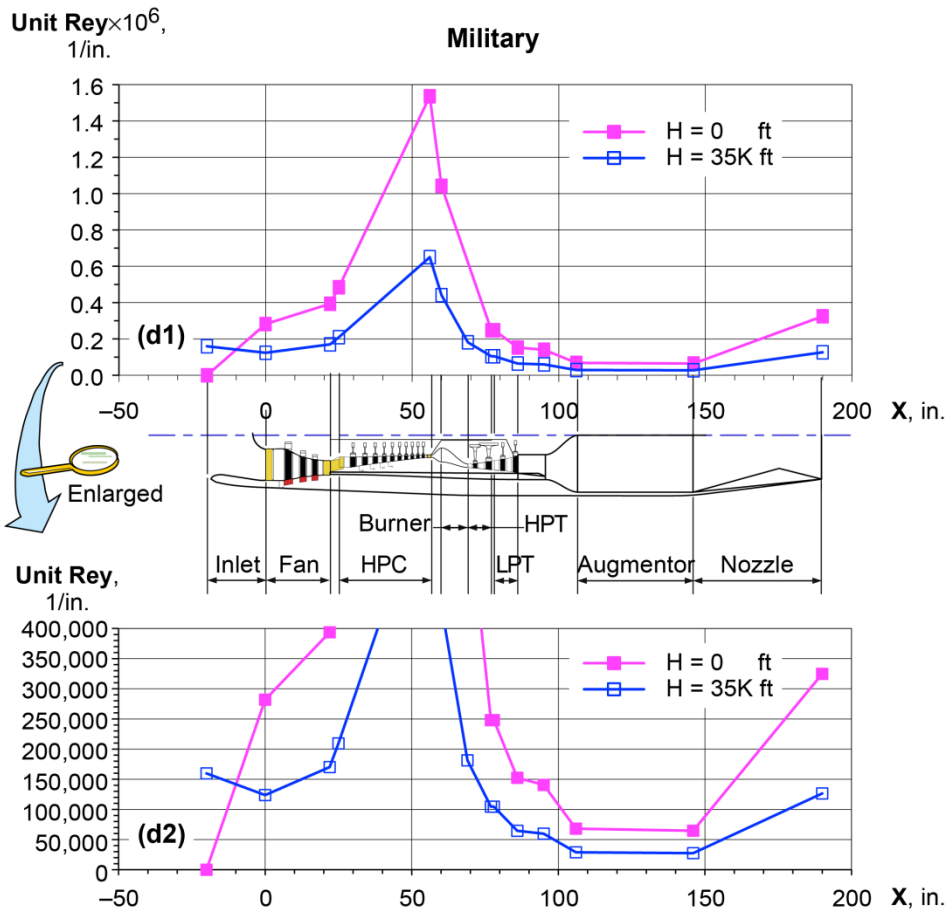 Unit Rey×10⁶,
1/in.
Military
1.6
1.4
1.2
1.0
0.8
0.6
0.4
0.2
0.0
H = 0 ft
H = 35K ft
(d1)
–50 0 50 100 150 200 X, in.
Enlarged
Burner HPT
Inlet Fan HPC LPT Augmentor Nozzle
Unit Rey,
1/in.
400,000
350,000
300,000
250,000
200,000
150,000
100,000
50,000
0
H = 0 ft
H = 35K ft
(d2)
–50 0 50 100 150 200 X, in.